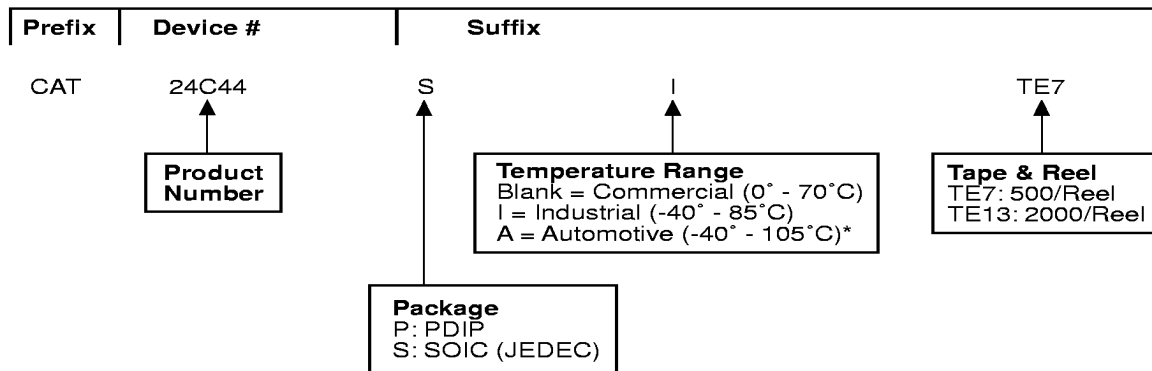 Prefix Device # Suffix
CAT 24C44 S I TE7
Product
Number
Temperature Range
Blank = Commercial (0˚ - 70˚C)
I = Industrial (-40˚ - 85˚C)
A = Automotive (-40˚ - 105˚C)*
Tape & Reel
TE7: 500/Reel
TE13: 2000/Reel
Package
P: PDIP
S: SOIC (JEDEC)